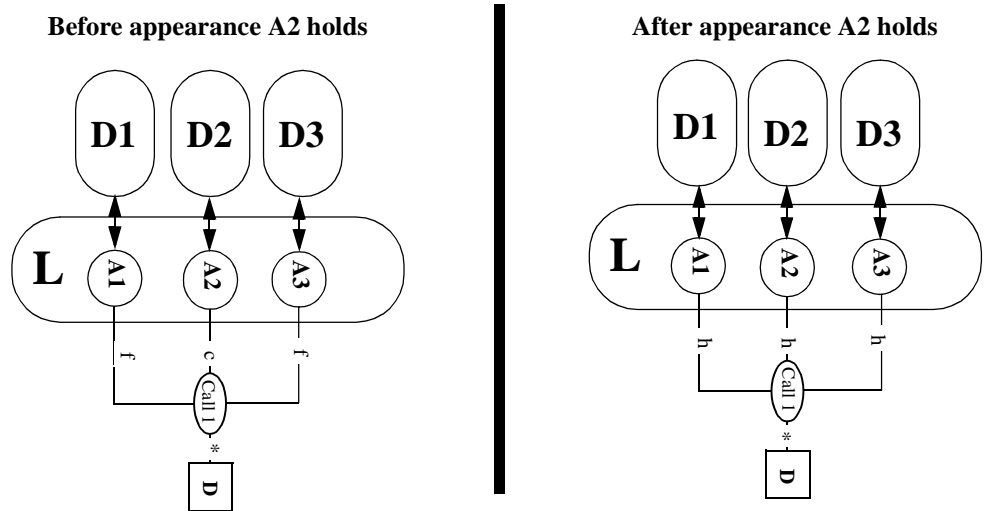 Before appearance A2 holds
D1 D2 D3
L A1 A2 A3
f c f
Call 1
*
D
After appearance A2 holds
D1 D2 D3
L A1 A2 A3
h h h
Call 1
*
D